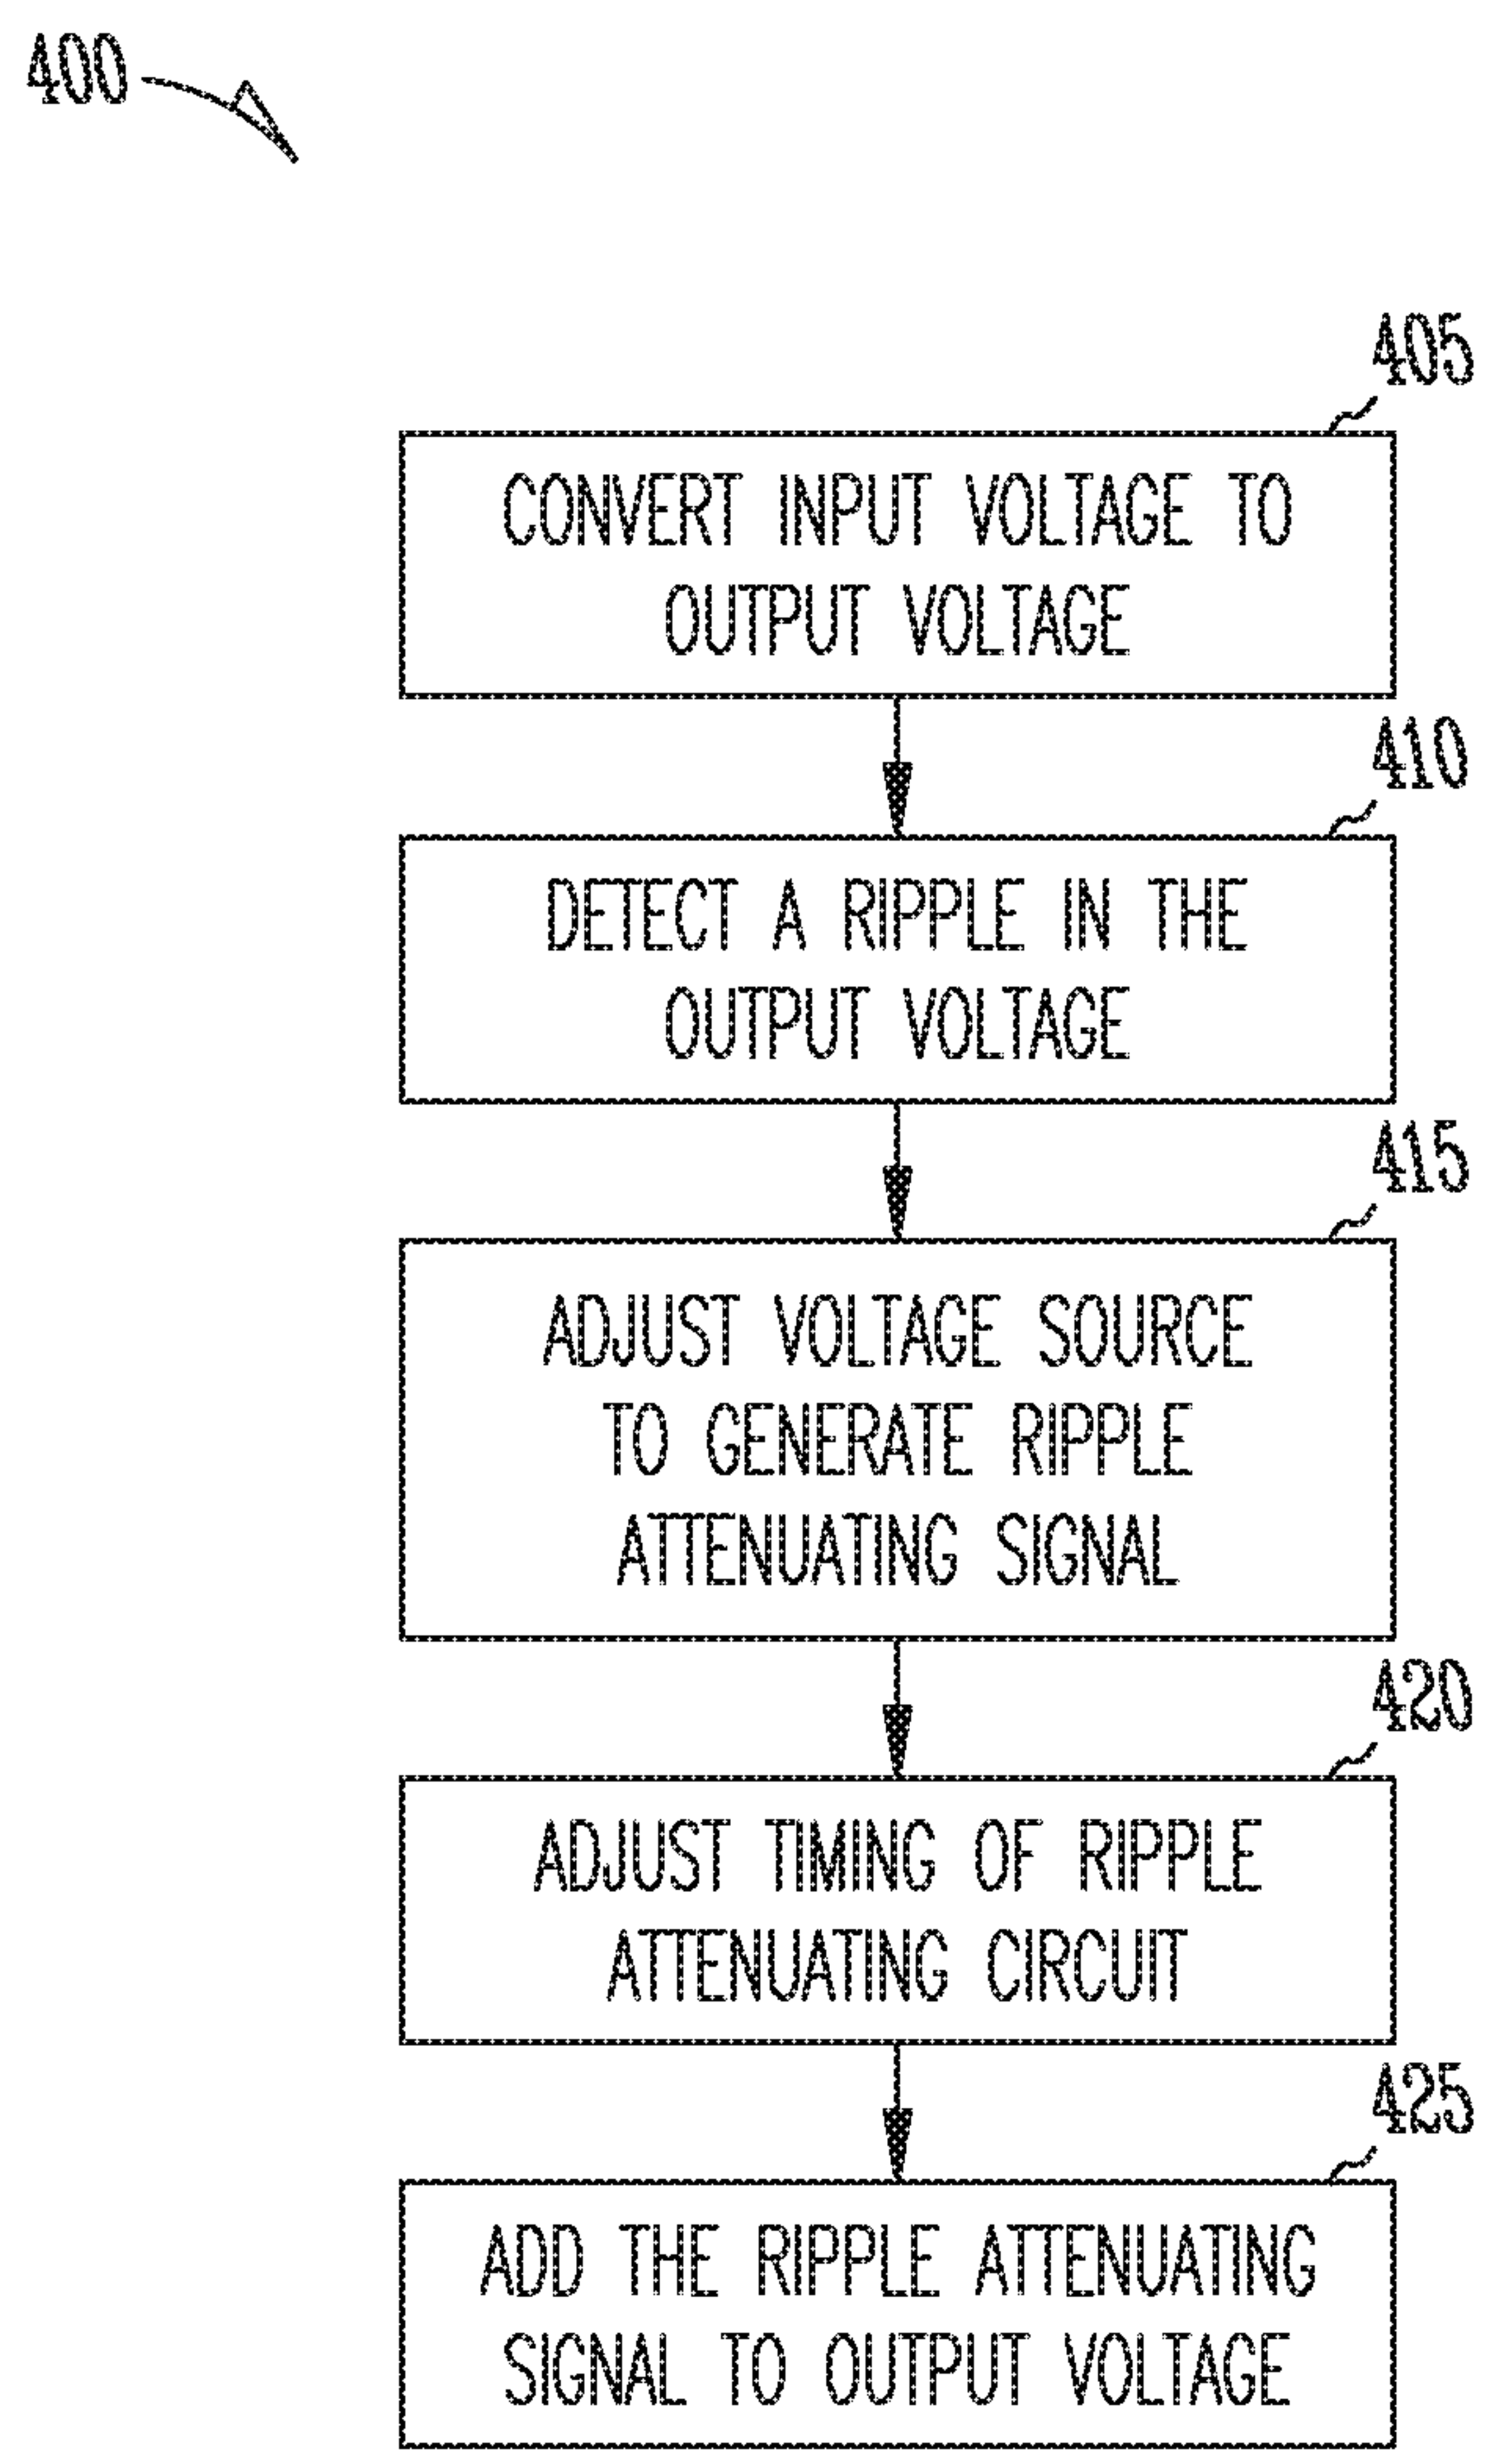 400
405
CONVERT INPUT VOLTAGE TO
OUTPUT VOLTAGE
410
DETECT A RIPPLE IN THE
OUTPUT VOLTAGE
415
ADJUST VOLTAGE SOURCE
TO GENERATE RIPPLE
ATTENUATING SIGNAL
420
ADJUST TIMING OF RIPPLE
ATTENUATING CIRCUIT
425
ADD THE RIPPLE ATTENUATING
SIGNAL TO OUTPUT VOLTAGE